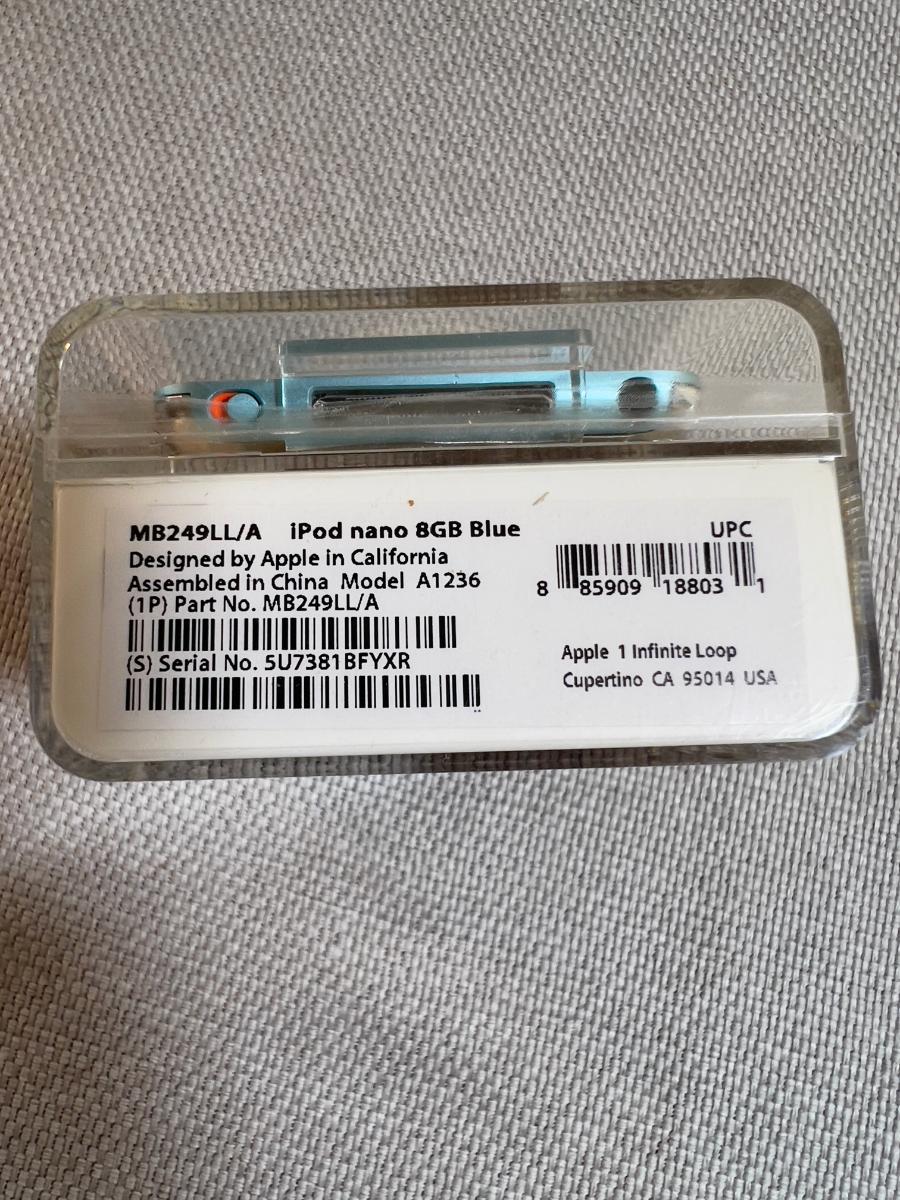 MB249LL/A iPod nano 8GB Blue
Designed by Apple in California
Assembled in China Model A1236
(1P) Part No. MB249LL/A
(S) Serial No. 5U7381BFYXR
UPC
8 85909 18803 1
Apple 1 Infinite Loop
Cupertino CA 95014 USA